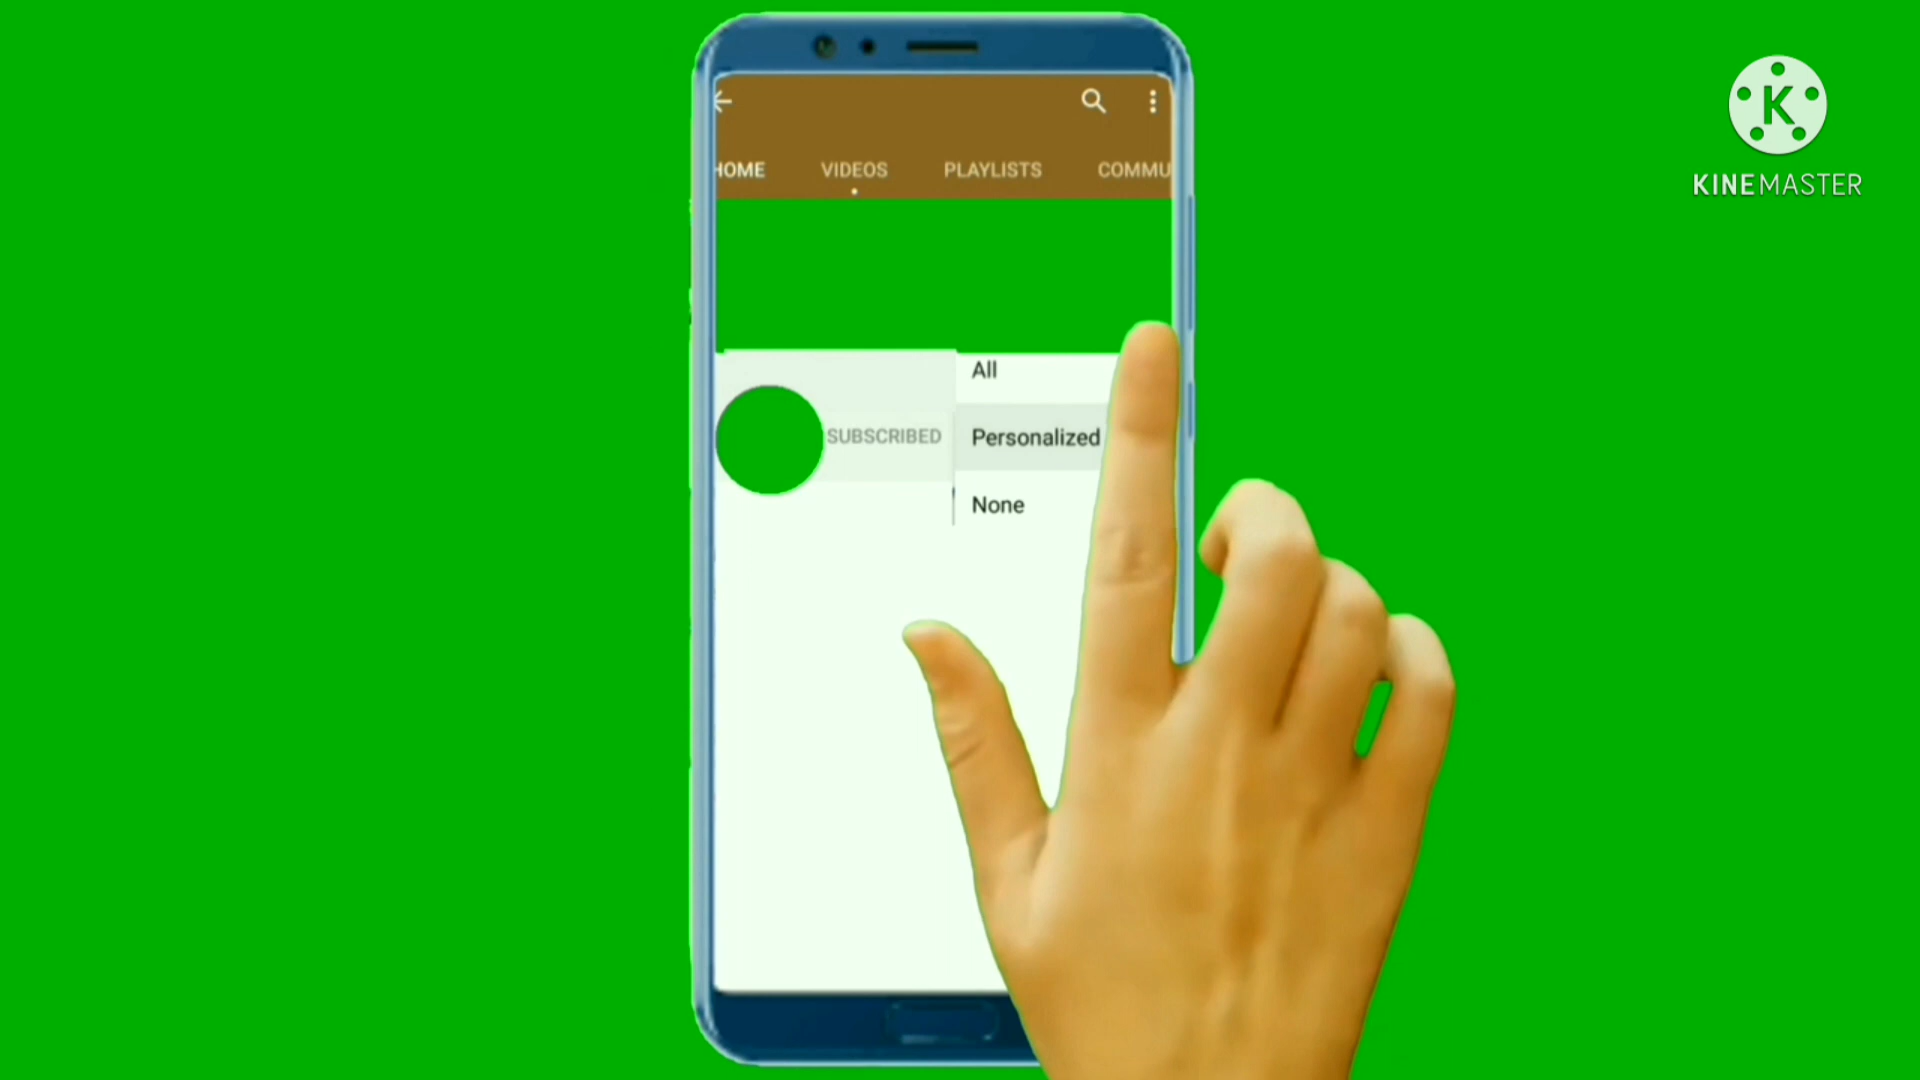 K
KINEMASTER
HOME VIDEOS PLAYLISTS COMMU
All
SUBSCRIBED Personalized
None